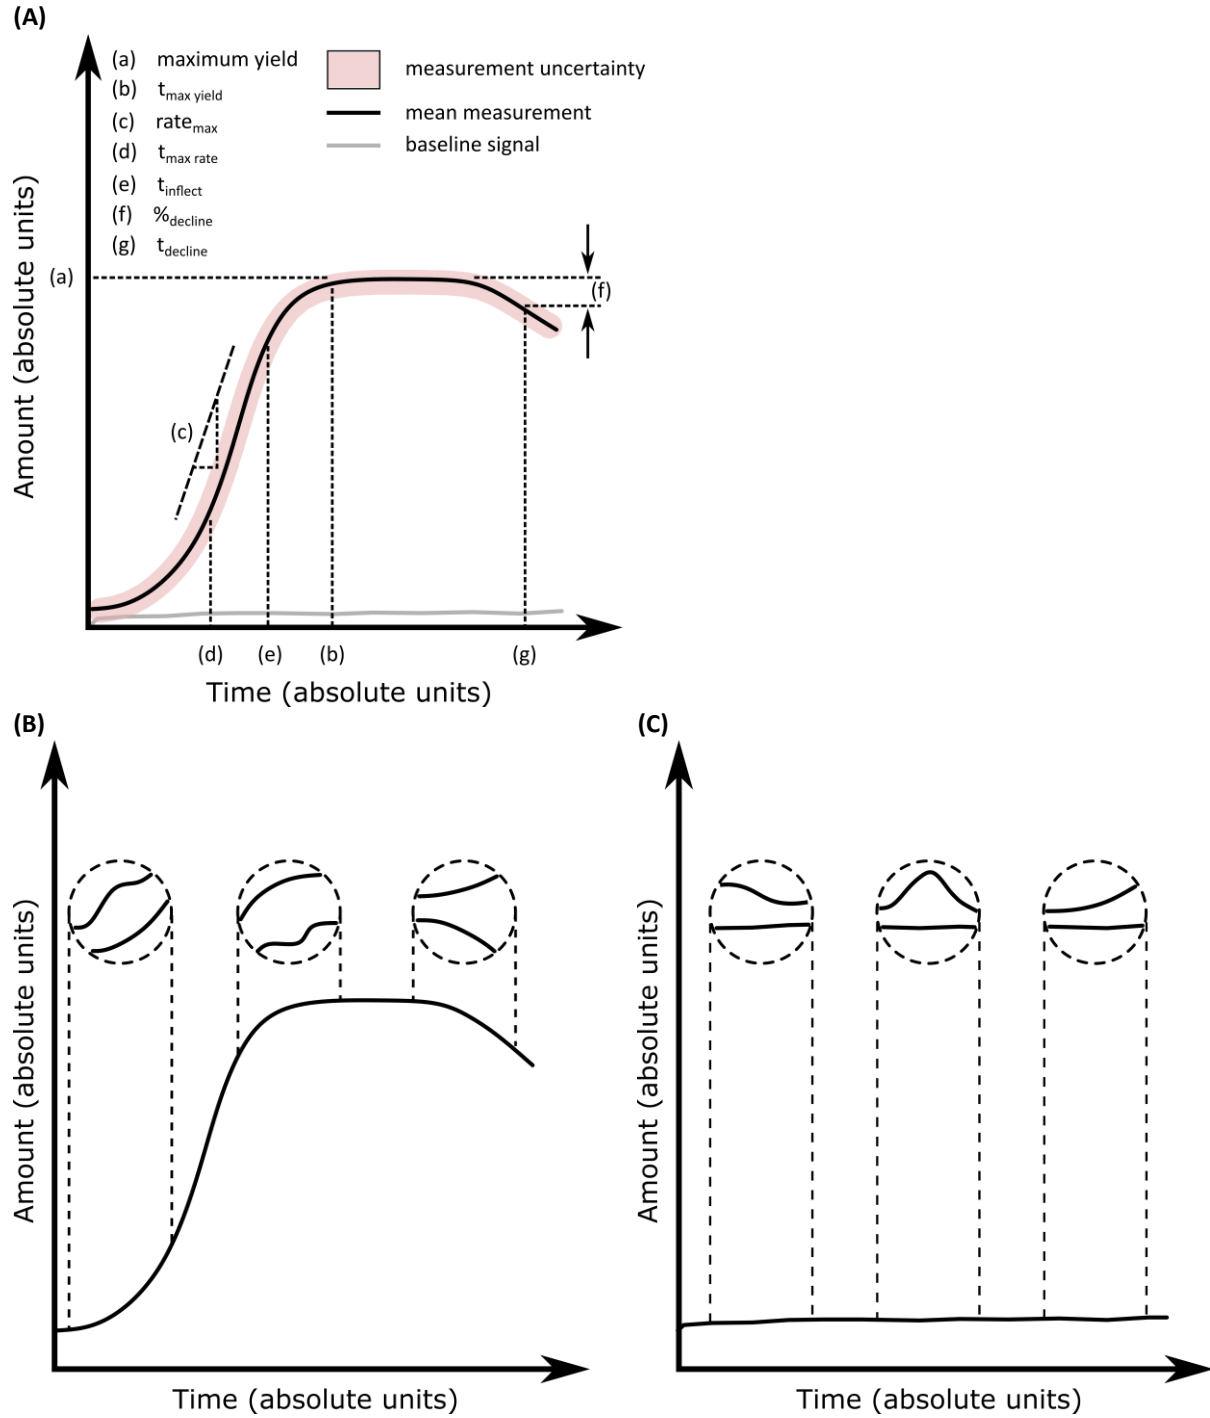 (A)
(a) maximum yield
(b) tmax yield
(c) ratemax
(d) tmax rate
(e) tinflect
(f) %decline
(g) tdecline
measurement uncertainty
mean measurement
baseline signal
Amount (absolute units)
(a)
(f)
(c)
(d) (e) (b) (g)
Time (absolute units)
(B)
Amount (absolute units)
Time (absolute units)
(C)
Amount (absolute units)
Time (absolute units)